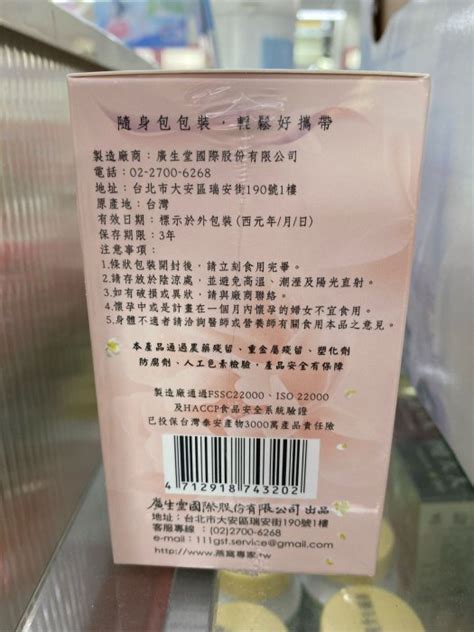 隨身包包裝，輕鬆好攜帶
製造廠商：廣生堂國際股份有限公司
電話：02-2700-6268
地址：台北市大安區瑞安街190號1樓
原產地：台灣
有效日期：標示於外包裝(西元年/月/日)
保存期限：3年
注意事項：
1.條狀包裝開封後，請立刻食用完畢。
2.請存放於陰涼處，並避免高溫、潮溼及陽光直射。
3.如有破損或異狀，請與廠商聯絡。
4.懷孕中或是計畫在一個月內懷孕的婦女不宜食用。
5.身體不適者請洽詢醫師或營養師有關食用本品之意見。
本產品通過農藥殘留、重金屬殘留、塑化劑
防腐劑、人工色素檢驗，產品安全有保障
製造廠通過FSSC22000、ISO 22000
及HACCP食品安全系統驗證
已投保台灣泰安產物3000萬產品責任險
4 712918 743202
廣生堂國際股份有限公司 出品
地址：台北市大安區瑞安街190號1樓
客服專線：(02)2700-6268
e-mail：111gst.service@gmail.com
http://www.燕窩專家.tw